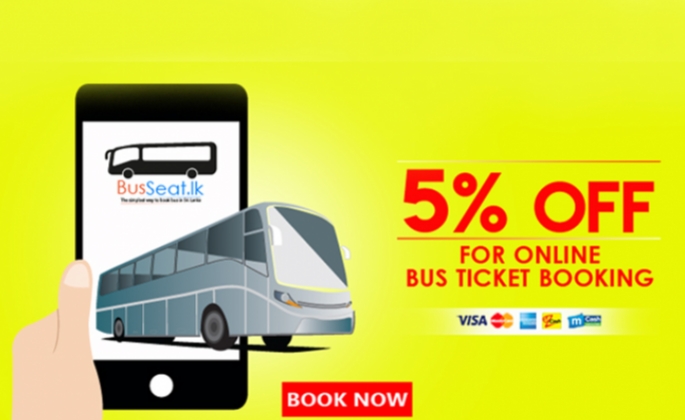 BusSeat.lk
The simplest way to book bus in Sri Lanka
5% OFF
FOR ONLINE
BUS TICKET BOOKING
VISA
mCash
BOOK NOW